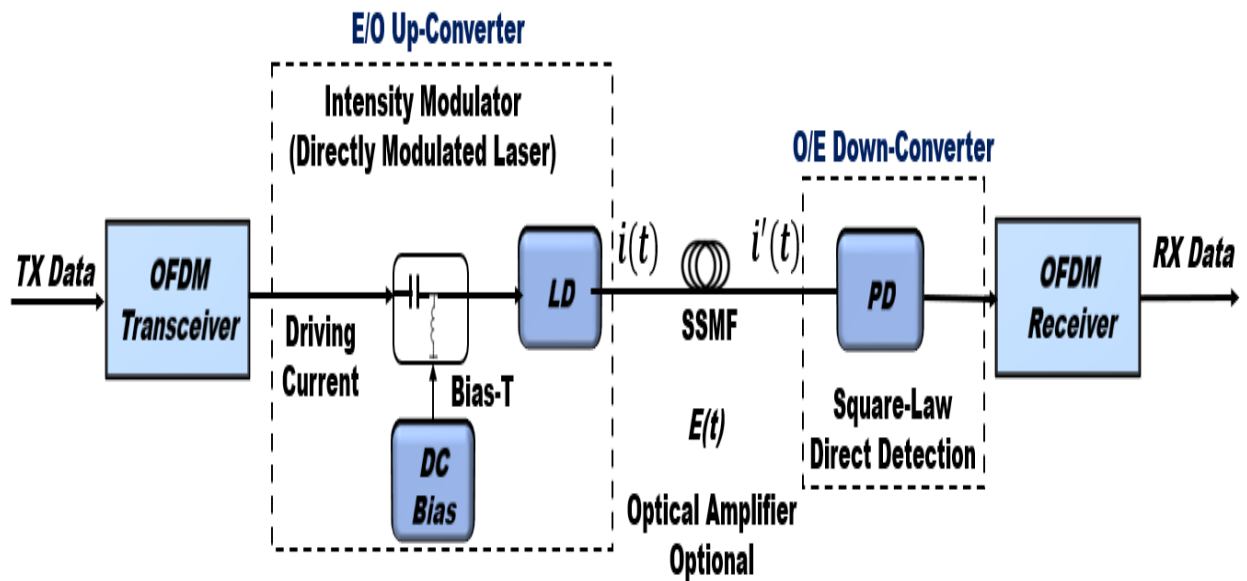 E/O Up-Converter
Intensity Modulator
(Directly Modulated Laser)
O/E Down-Converter
TX Data
OFDM
Transceiver
Driving
Current
Bias-T
DC
Bias
LD
i(t)
i'(t)
SSMF
E(t)
Optical Amplifier
Optional
PD
Square-Law
Direct Detection
OFDM
Receiver
RX Data